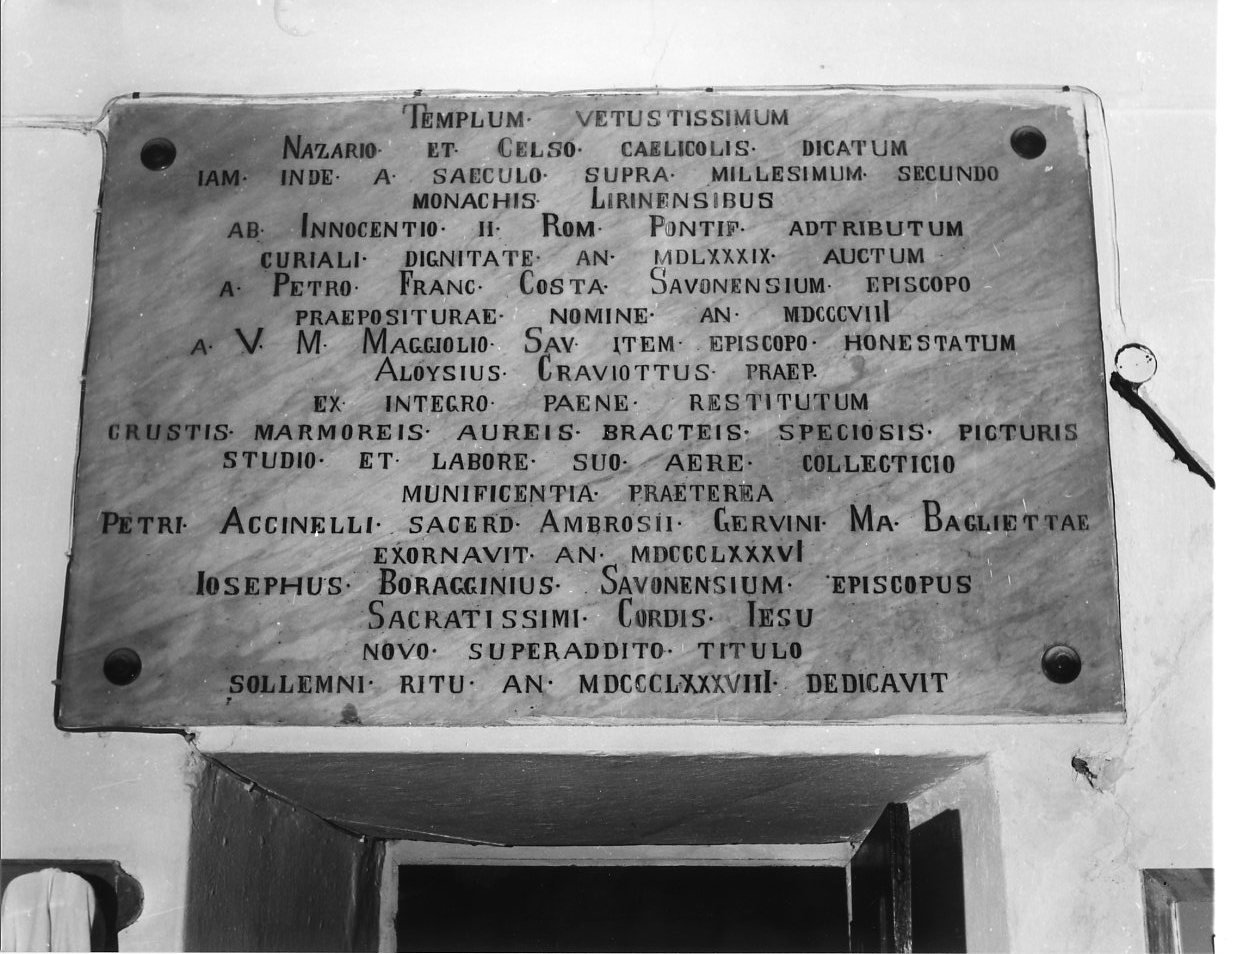 TEMPLUM· VETUSTISSIMUM
NAZARIO· ET· CELSO· CAELICOLIS· DICATUM
IAM· INDE· A· SAECULO· SUPRA· MILLESIMUM· SECUNDO
MONACHIS· LIRINENSIBUS
AB· INNOCENTIO· II· ROM· PONTIF· ADTRIBUTUM
CURIALI· DIGNITATE· AN· MDLXXXIX· AUCTUM
A· PETRO· FRANC· COSTA· SAVONENSIUM· EPISCOPO
PRAEPOSITURAE· NOMINE· AN· MDCCCVIII
A· V· M· MAGGIOLIO· SAV· ITEM· EPISCOPO· HONESTATUM
ALOYSIUS· CRAVIOTTUS· PRAEP·
EX· INTEGRO· PAENE· RESTITUTUM
CRUSTIS· MARMOREIS· AUREIS· BRACTEIS· SPECIOSIS· PICTURIS
STUDIO· ET· LABORE· SUO· AERE· COLLECTICIO
MUNIFICENTIA· PRAETEREA
PETRI· ACCINELLI· SACERD· AMBROSII· GERVINI· MA· BAGLIETTAE
EXORNAVIT· AN· MDCCCLXXXVI
IOSEPHUS· BORAGGINIUS· SAVONENSIUM· EPISCOPUS
SACRATISSIMI· CORDIS· IESU
NOVO· SUPERADDITO· TITULO
SOLLEMNI· RITU· AN· MDCCCLXXXVIII· DEDICAVIT